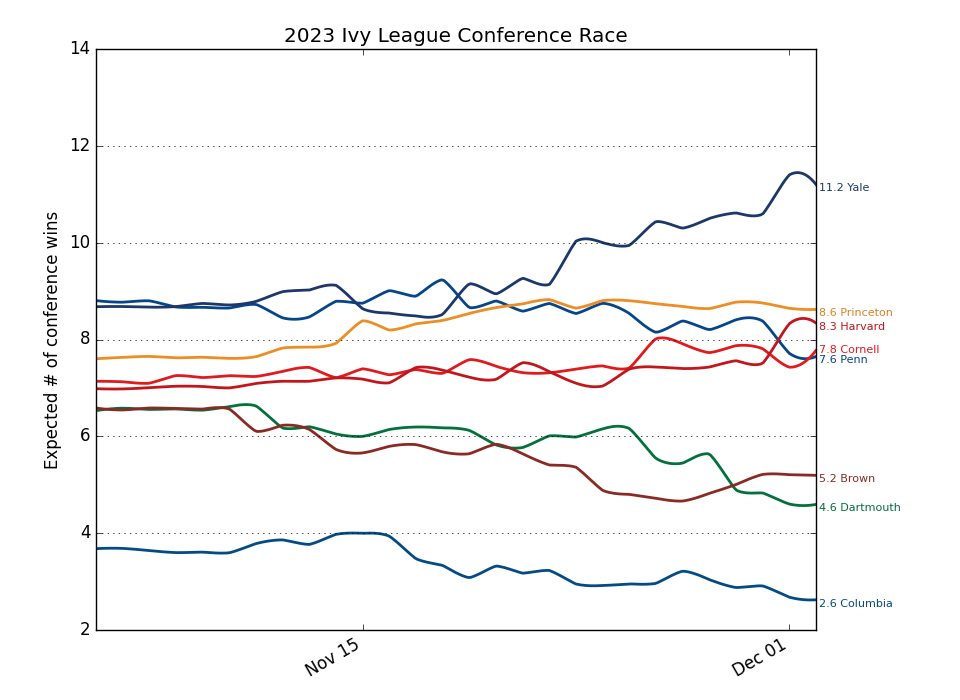 2023 Ivy League Conference Race
Expected # of conference wins
14
12
10
8
6
4
2
Nov 15
Dec 01
11.2 Yale
8.6 Princeton
8.3 Harvard
7.8 Cornell
7.6 Penn
5.2 Brown
4.6 Dartmouth
2.6 Columbia